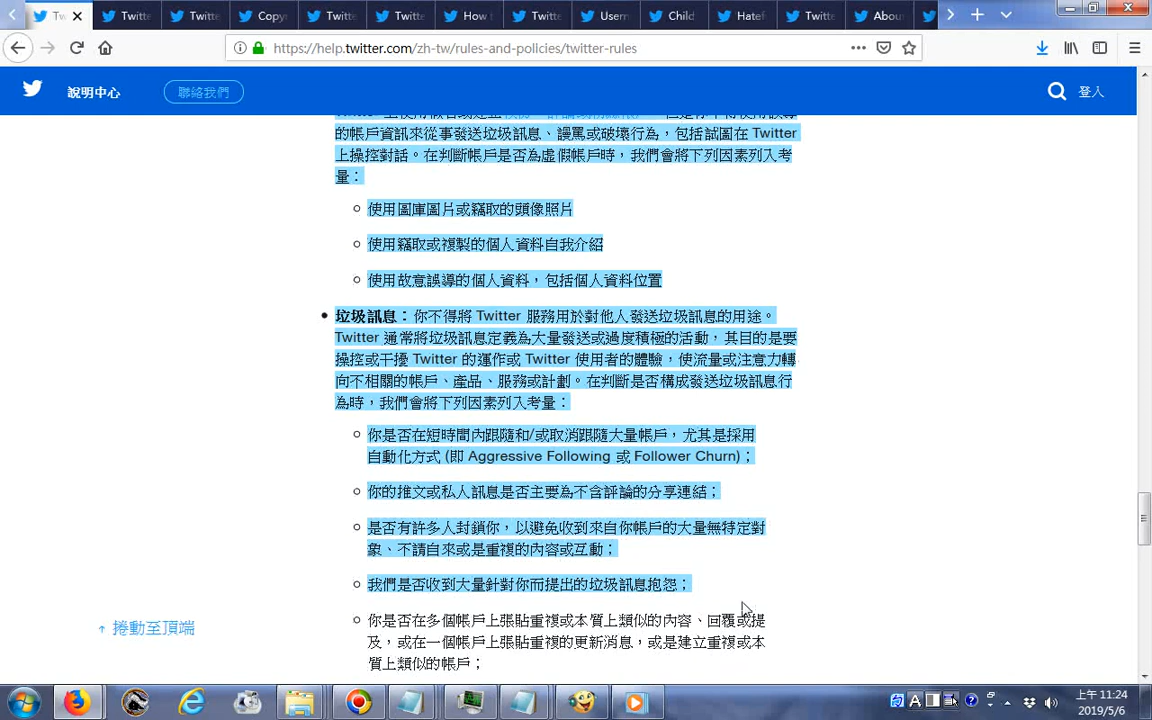 Tw
Twitte
Twitte
Copy
Twitte
Twitte
How t
Twitte
Usern
Child
Hatef
Twitte
Abou
https://help.twitter.com/zh-tw/rules-and-policies/twitter-rules
說明中心
聯絡我們
登入
的帳戶資訊來從事發送垃圾訊息、謾罵或破壞行為，包括試圖在 Twitter
上操控對話。在判斷帳戶是否為虛假帳戶時，我們會將下列因素列入考
量：
使用圖庫圖片或竊取的頭像照片
使用竊取或複製的個人資料自我介紹
使用故意誤導的個人資料，包括個人資料位置
垃圾訊息：你不得將 Twitter 服務用於對他人發送垃圾訊息的用途。
Twitter 通常將垃圾訊息定義為大量發送或過度積極的活動，其目的是要
操控或干擾 Twitter 的運作或 Twitter 使用者的體驗，使流量或注意力轉
向不相關的帳戶、產品、服務或計劃。在判斷是否構成發送垃圾訊息行
為時，我們會將下列因素列入考量：
你是否在短時間內跟隨和/或取消跟隨大量帳戶，尤其是採用
自動化方式 (即 Aggressive Following 或 Follower Churn)；
你的推文或私人訊息是否主要為不含評論的分享連結；
是否有許多人封鎖你，以避免收到來自你帳戶的大量無特定對
象、不請自來或是重複的內容或互動；
我們是否收到大量針對你而提出的垃圾訊息抱怨；
你是否在多個帳戶上張貼重複或本質上類似的內容、回覆或提
及，或在一個帳戶上張貼重複的更新消息，或是建立重複或本
質上類似的帳戶；
↑ 捲動至頂端
上午 11:24
2019/5/6